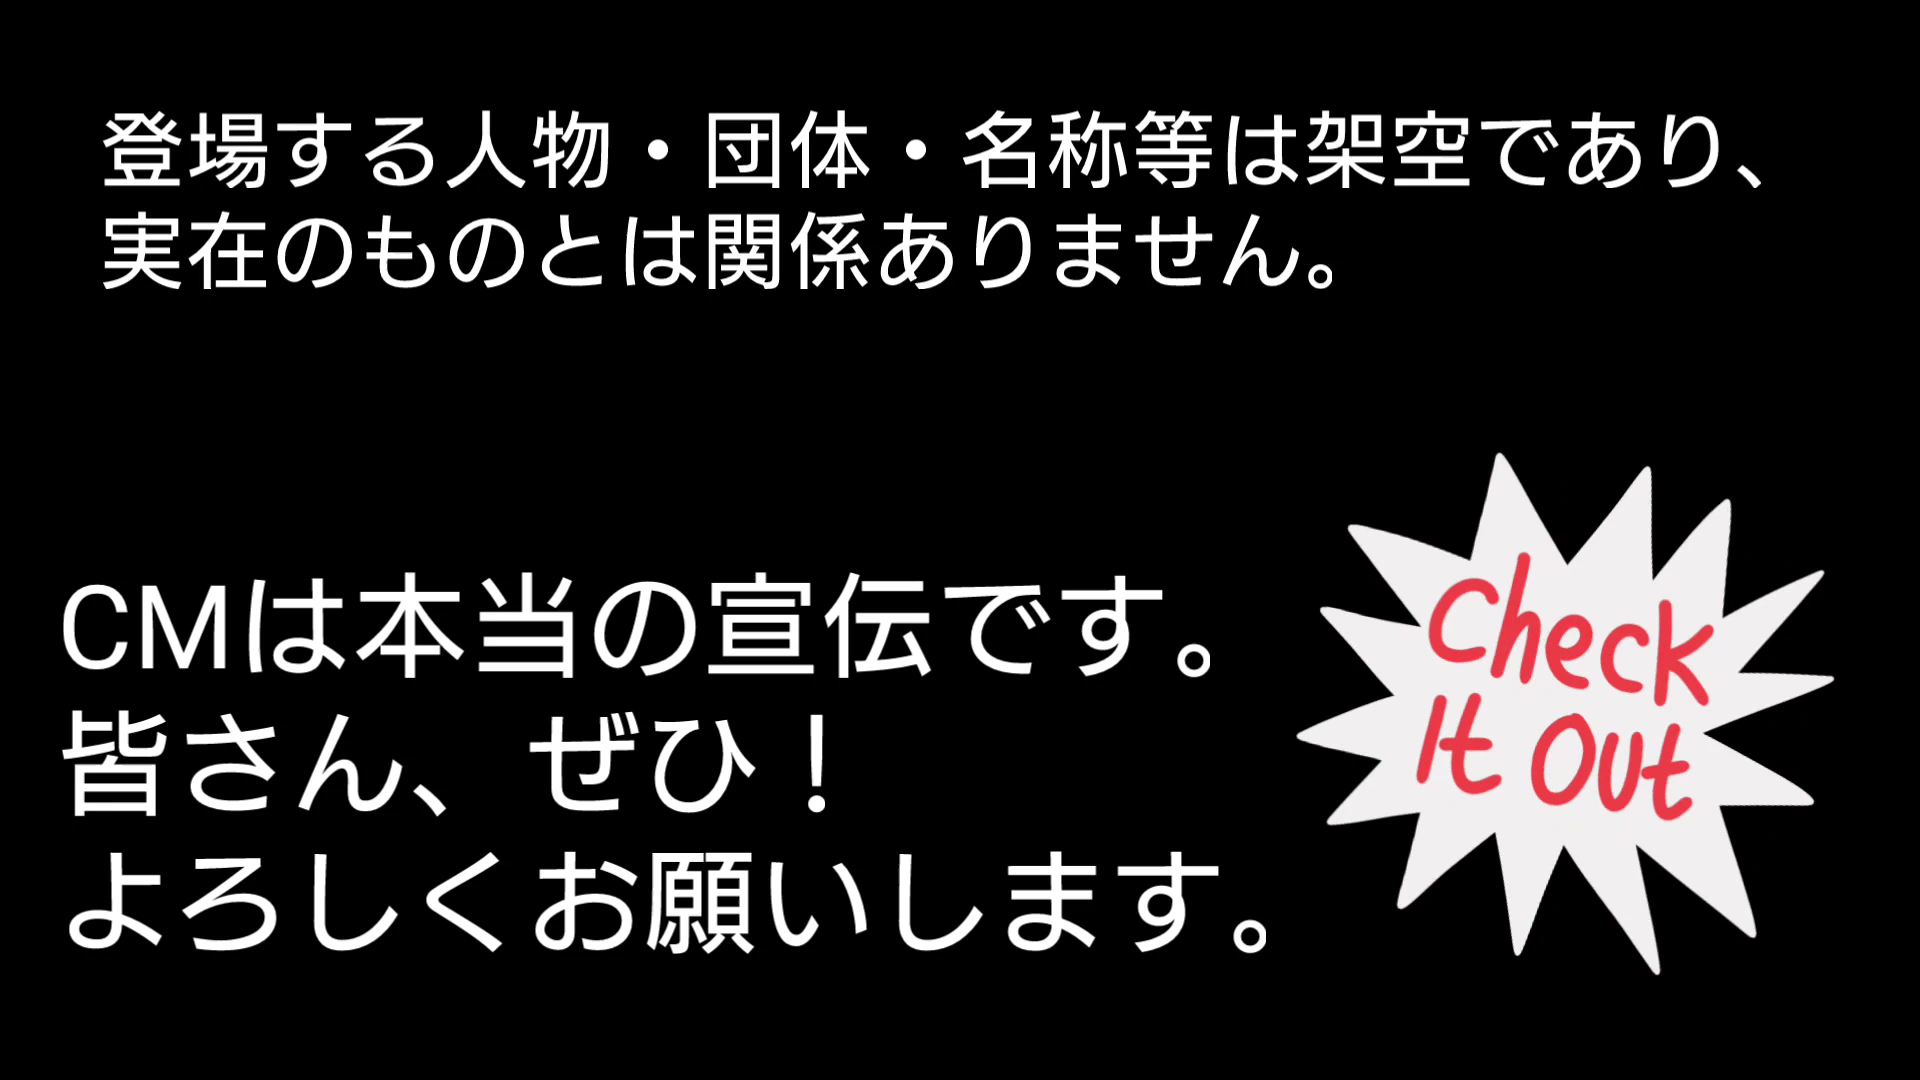 登場する人物・団体・名称等は架空であり、
実在のものとは関係ありません。
CMは本当の宣伝です。
皆さん、ぜひ！
よろしくお願いします。
Check
It Out